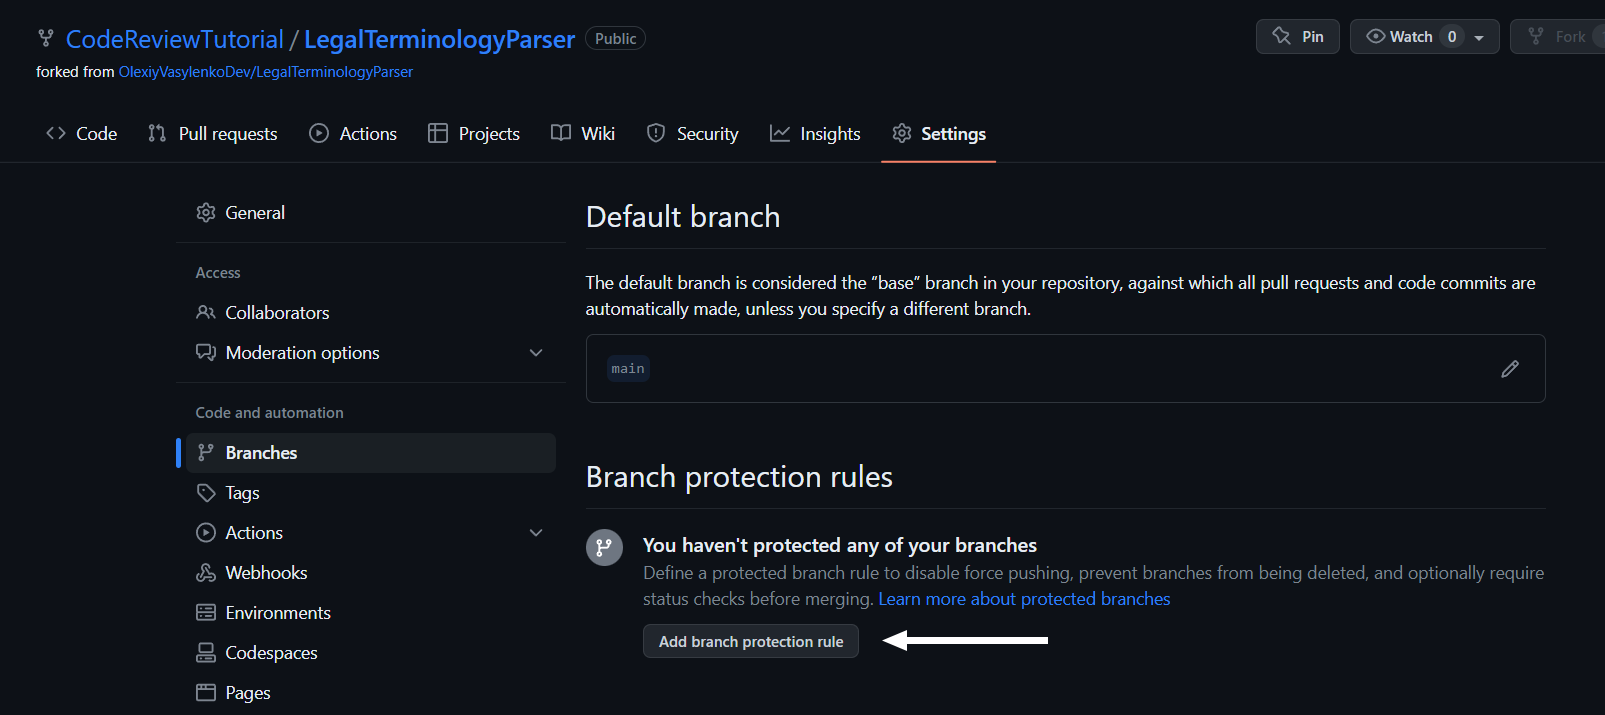 CodeReviewTutorial / LegalTerminologyParser Public
Pin
Watch 0
Fork
forked from OlexiyVasylenkoDev/LegalTerminologyParser
Code
Pull requests
Actions
Projects
Wiki
Security
Insights
Settings
General
Access
Collaborators
Moderation options
Code and automation
Branches
Tags
Actions
Webhooks
Environments
Codespaces
Pages
Default branch
The default branch is considered the “base” branch in your repository, against which all pull requests and code commits are
automatically made, unless you specify a different branch.
main
Branch protection rules
You haven't protected any of your branches
Define a protected branch rule to disable force pushing, prevent branches from being deleted, and optionally require
status checks before merging. Learn more about protected branches
Add branch protection rule